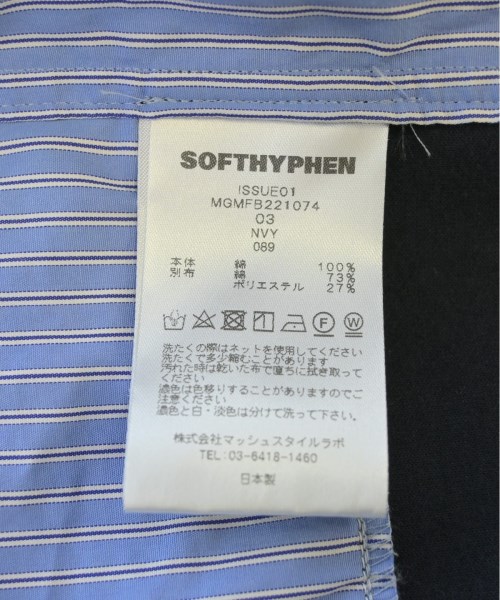 SOFTHYPHEN
ISSUE01
MGMFB221074
03
NVY
089
本体 綿 100%
別布 綿 73%
ポリエステル 27%
F W
洗たくの際はネットを使用してください
洗たくで多少縮むことがあります
汚れた時は乾いた布で直ちに拭き取って
ください
濃色は色移りすることがありますのでご
注意ください
濃色と白・淡色は分けて洗って下さい。
株式会社マッシュスタイルラボ
TEL:03-6418-1460
日本製